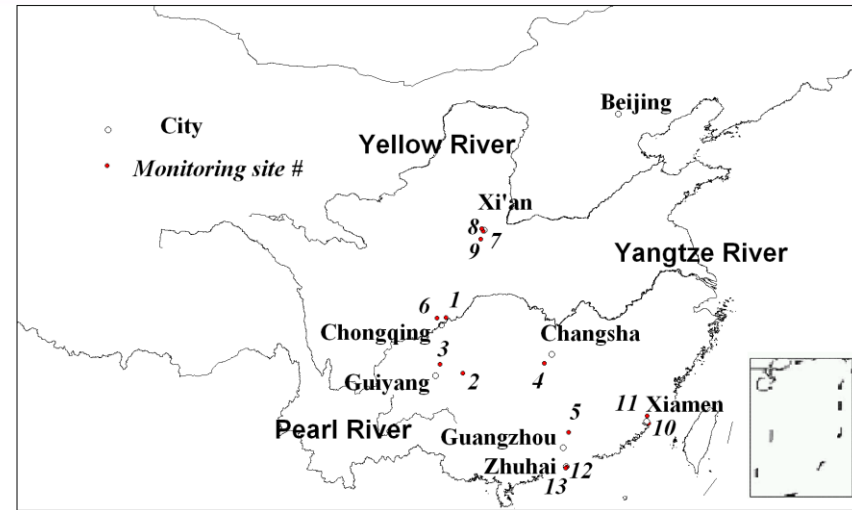 Beijing
City
Yellow River
Monitoring site #
Xi'an
8
7
9
Yangtze River
6
1
Chongqing
Changsha
3
Guiyang
2
4
11
Xiamen
5
10
Pearl River
Guangzhou
Zhuhai
12
13